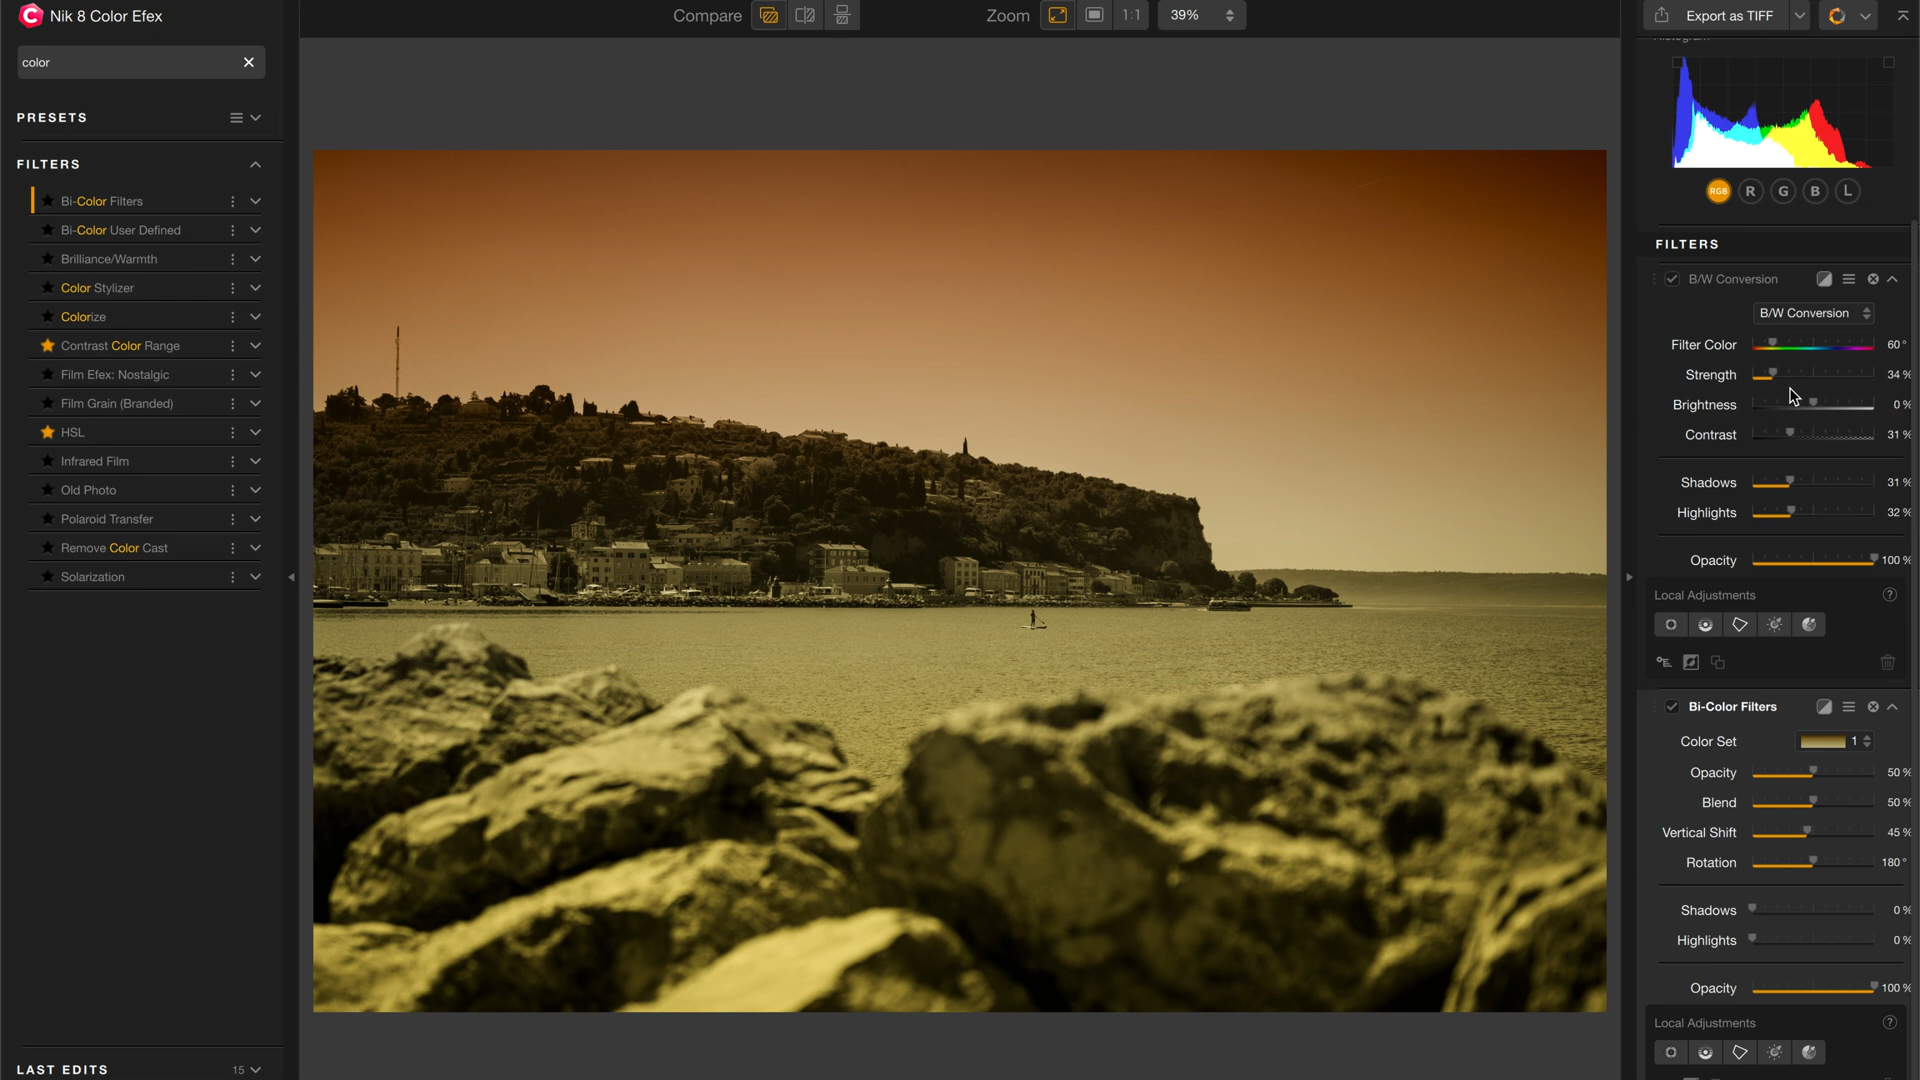 Nik 8 Color Efex
Compare
Zoom
1:1
39%
Export as TIFF
color
PRESETS
FILTERS
Bi-Color Filters
Bi-Color User Defined
Brilliance/Warmth
Color Stylizer
Colorize
Contrast Color Range
Film Efex: Nostalgic
Film Grain (Branded)
HSL
Infrared Film
Old Photo
Polaroid Transfer
Remove Color Cast
Solarization
LAST EDITS 15
Histogram
RGB R G B L
FILTERS
B/W Conversion
B/W Conversion
Filter Color 60°
Strength 34 %
Brightness 0 %
Contrast 31 %
Shadows 31 %
Highlights 32 %
Opacity 100 %
Local Adjustments ?
Bi-Color Filters
Color Set 1
Opacity 50 %
Blend 50 %
Vertical Shift 45 %
Rotation 180°
Shadows 0 %
Highlights 0 %
Opacity 100 %
Local Adjustments ?